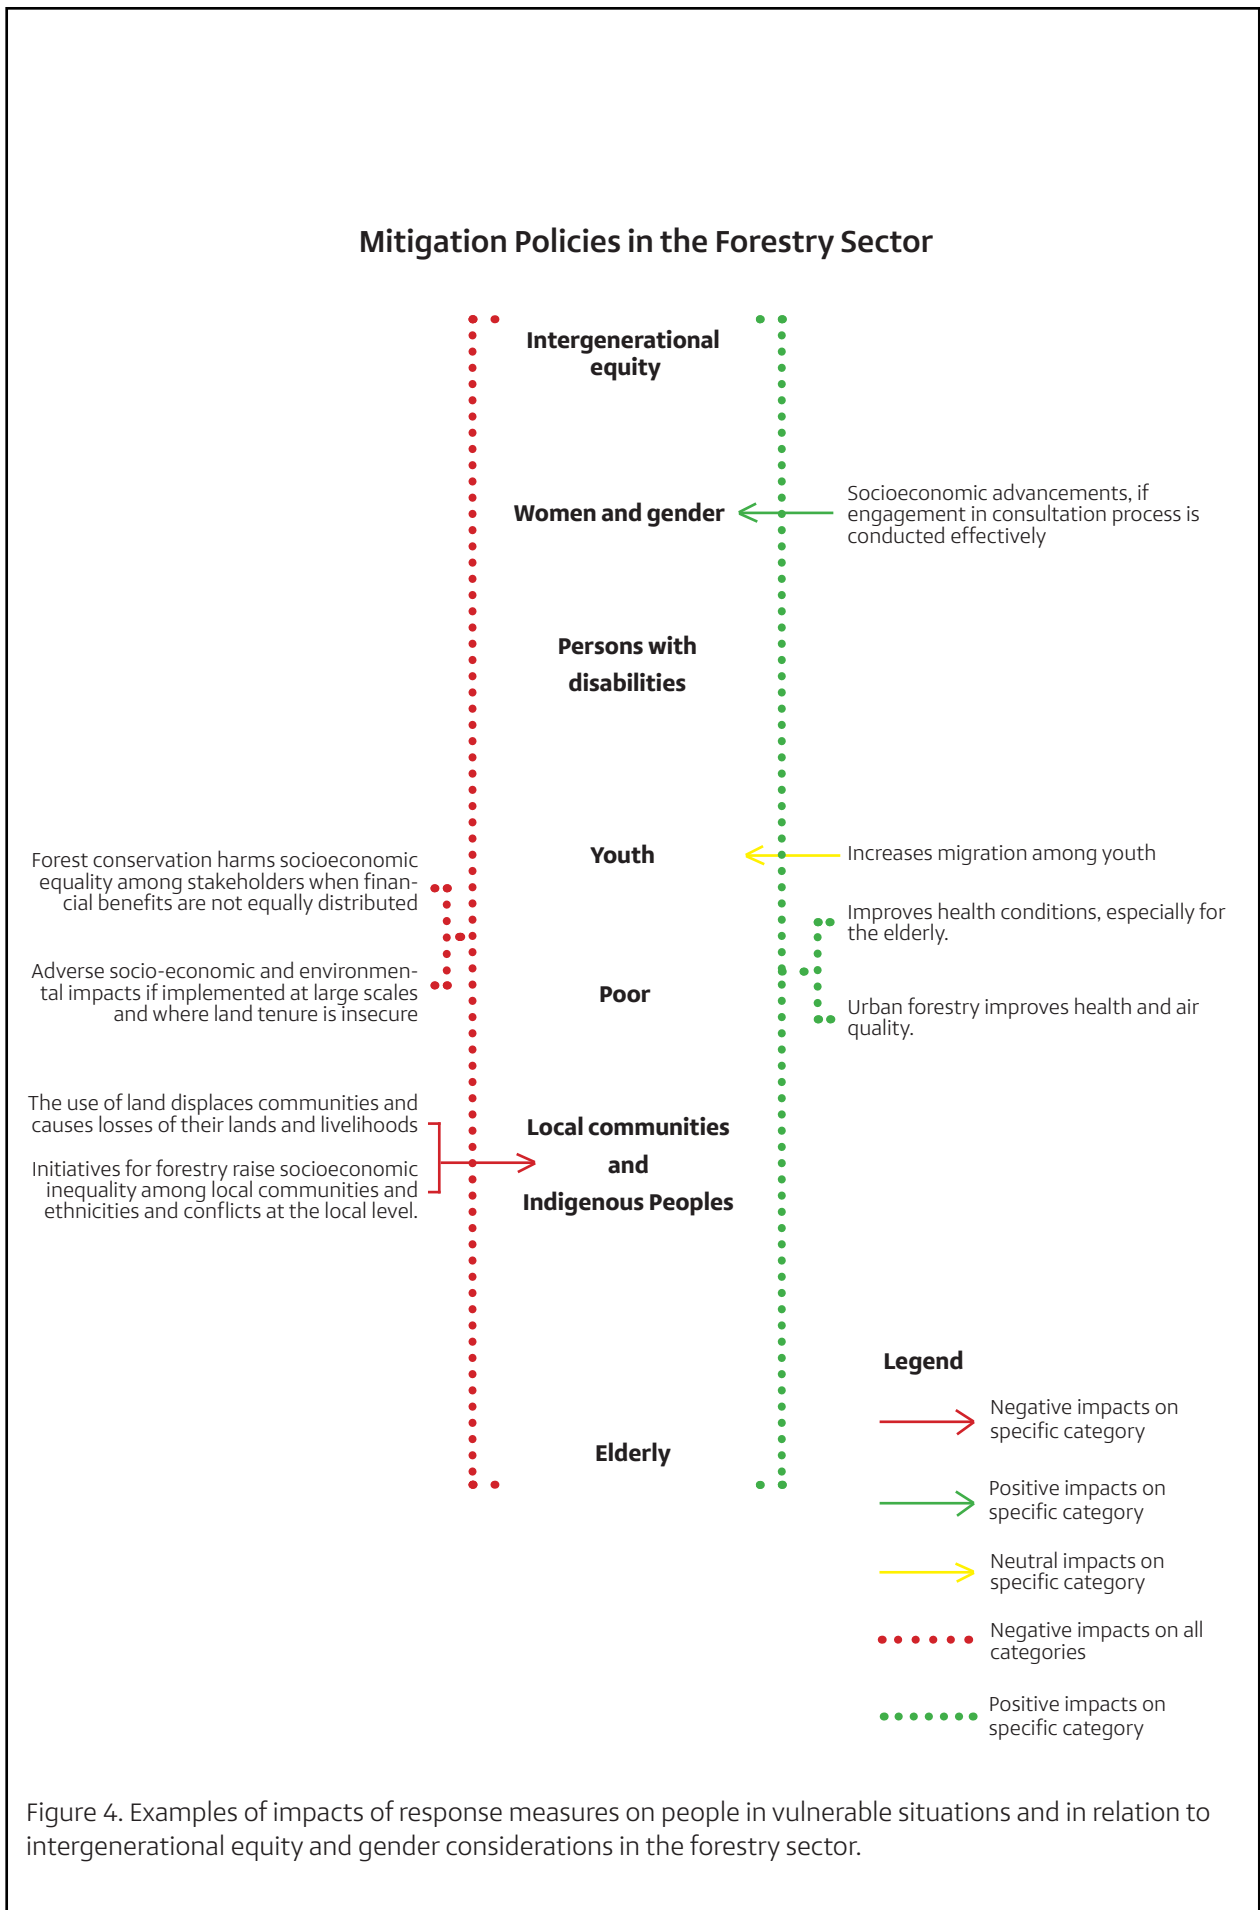 Mitigation Policies in the Forestry Sector
Intergenerational
equity
Women and gender
Socioeconomic advancements, if
engagement in consultation process is
conducted effectively
Persons with
disabilities
Youth
Increases migration among youth
Forest conservation harms socioeconomic
equality among stakeholders when finan-
cial benefits are not equally distributed
Improves health conditions, especially for
the elderly.
Adverse socio-economic and environmen-
tal impacts if implemented at large scales
and where land tenure is insecure
Poor
Urban forestry improves health and air
quality.
The use of land displaces communities and
causes losses of their lands and livelihoods
Initiatives for forestry raise socioeconomic
inequality among local communities and
ethnicities and conflicts at the local level.
Local communities
and
Indigenous Peoples
Elderly
Legend
Negative impacts on
specific category
Positive impacts on
specific category
Neutral impacts on
specific category
Negative impacts on all
categories
Positive impacts on
specific category
Figure 4. Examples of impacts of response measures on people in vulnerable situations and in relation to
intergenerational equity and gender considerations in the forestry sector.